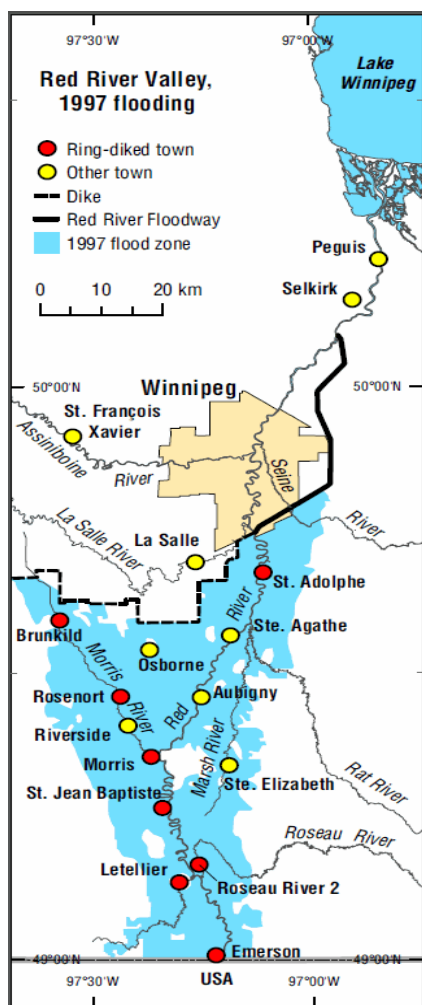 97°30'W
97°00'W
Red River Valley,
1997 flooding
Ring-diked town
Other town
Dike
Red River Floodway
1997 flood zone
0 10 20 km
Lake
Winnipeg
Peguis
Selkirk
50°00'N
50°00'N
Winnipeg
St. François
Xavier
Assiniboine
River
Seine
River
La Salle River
La Salle
St. Adolphe
Brunkild
Ste. Agathe
River
Osborne
Morris
River
Rosenort
Red
Aubigny
Riverside
Morris
Marsh River
Ste. Elizabeth
Rat River
St. Jean Baptiste
Roseau River
Letellier
Roseau River 2
Emerson
49°00'N
49°00'N
97°30'W
USA
97°00'W